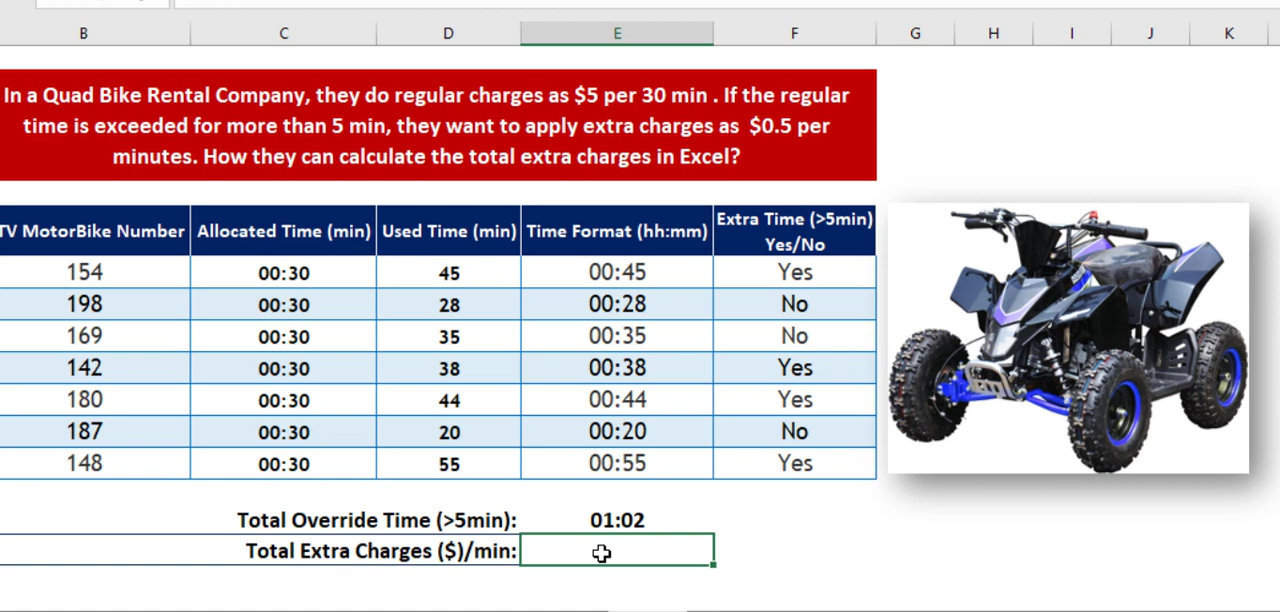 B C D E F G H I J K
In a Quad Bike Rental Company, they do regular charges as $5 per 30 min . If the regular
time is exceeded for more than 5 min, they want to apply extra charges as $0.5 per
minutes. How they can calculate the total extra charges in Excel?
TV MotorBike Number Allocated Time (min) Used Time (min) Time Format (hh:mm) Extra Time (>5min)
Yes/No
154 00:30 45 00:45 Yes
198 00:30 28 00:28 No
169 00:30 35 00:35 No
142 00:30 38 00:38 Yes
180 00:30 44 00:44 Yes
187 00:30 20 00:20 No
148 00:30 55 00:55 Yes
Total Override Time (>5min): 01:02
Total Extra Charges ($)/min: